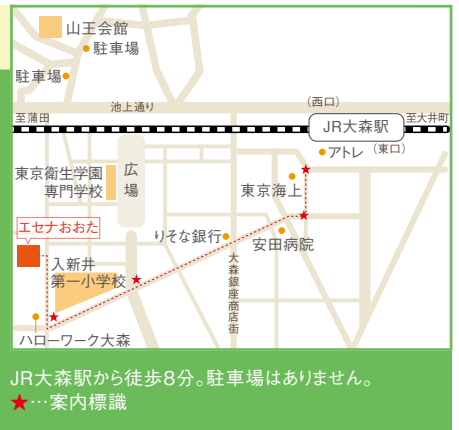 山王会館
駐車場
駐車場
池上通り
(西口)
至蒲田
JR大森駅
至大井町
アトレ
(東口)
東京衛生学園
専門学校
広場
東京海上
エセナおおた
りそな銀行
安田病院
入新井
第一小学校
大森銀座商店街
ハローワーク大森
JR大森駅から徒歩8分。駐車場はありません。
★…案内標識